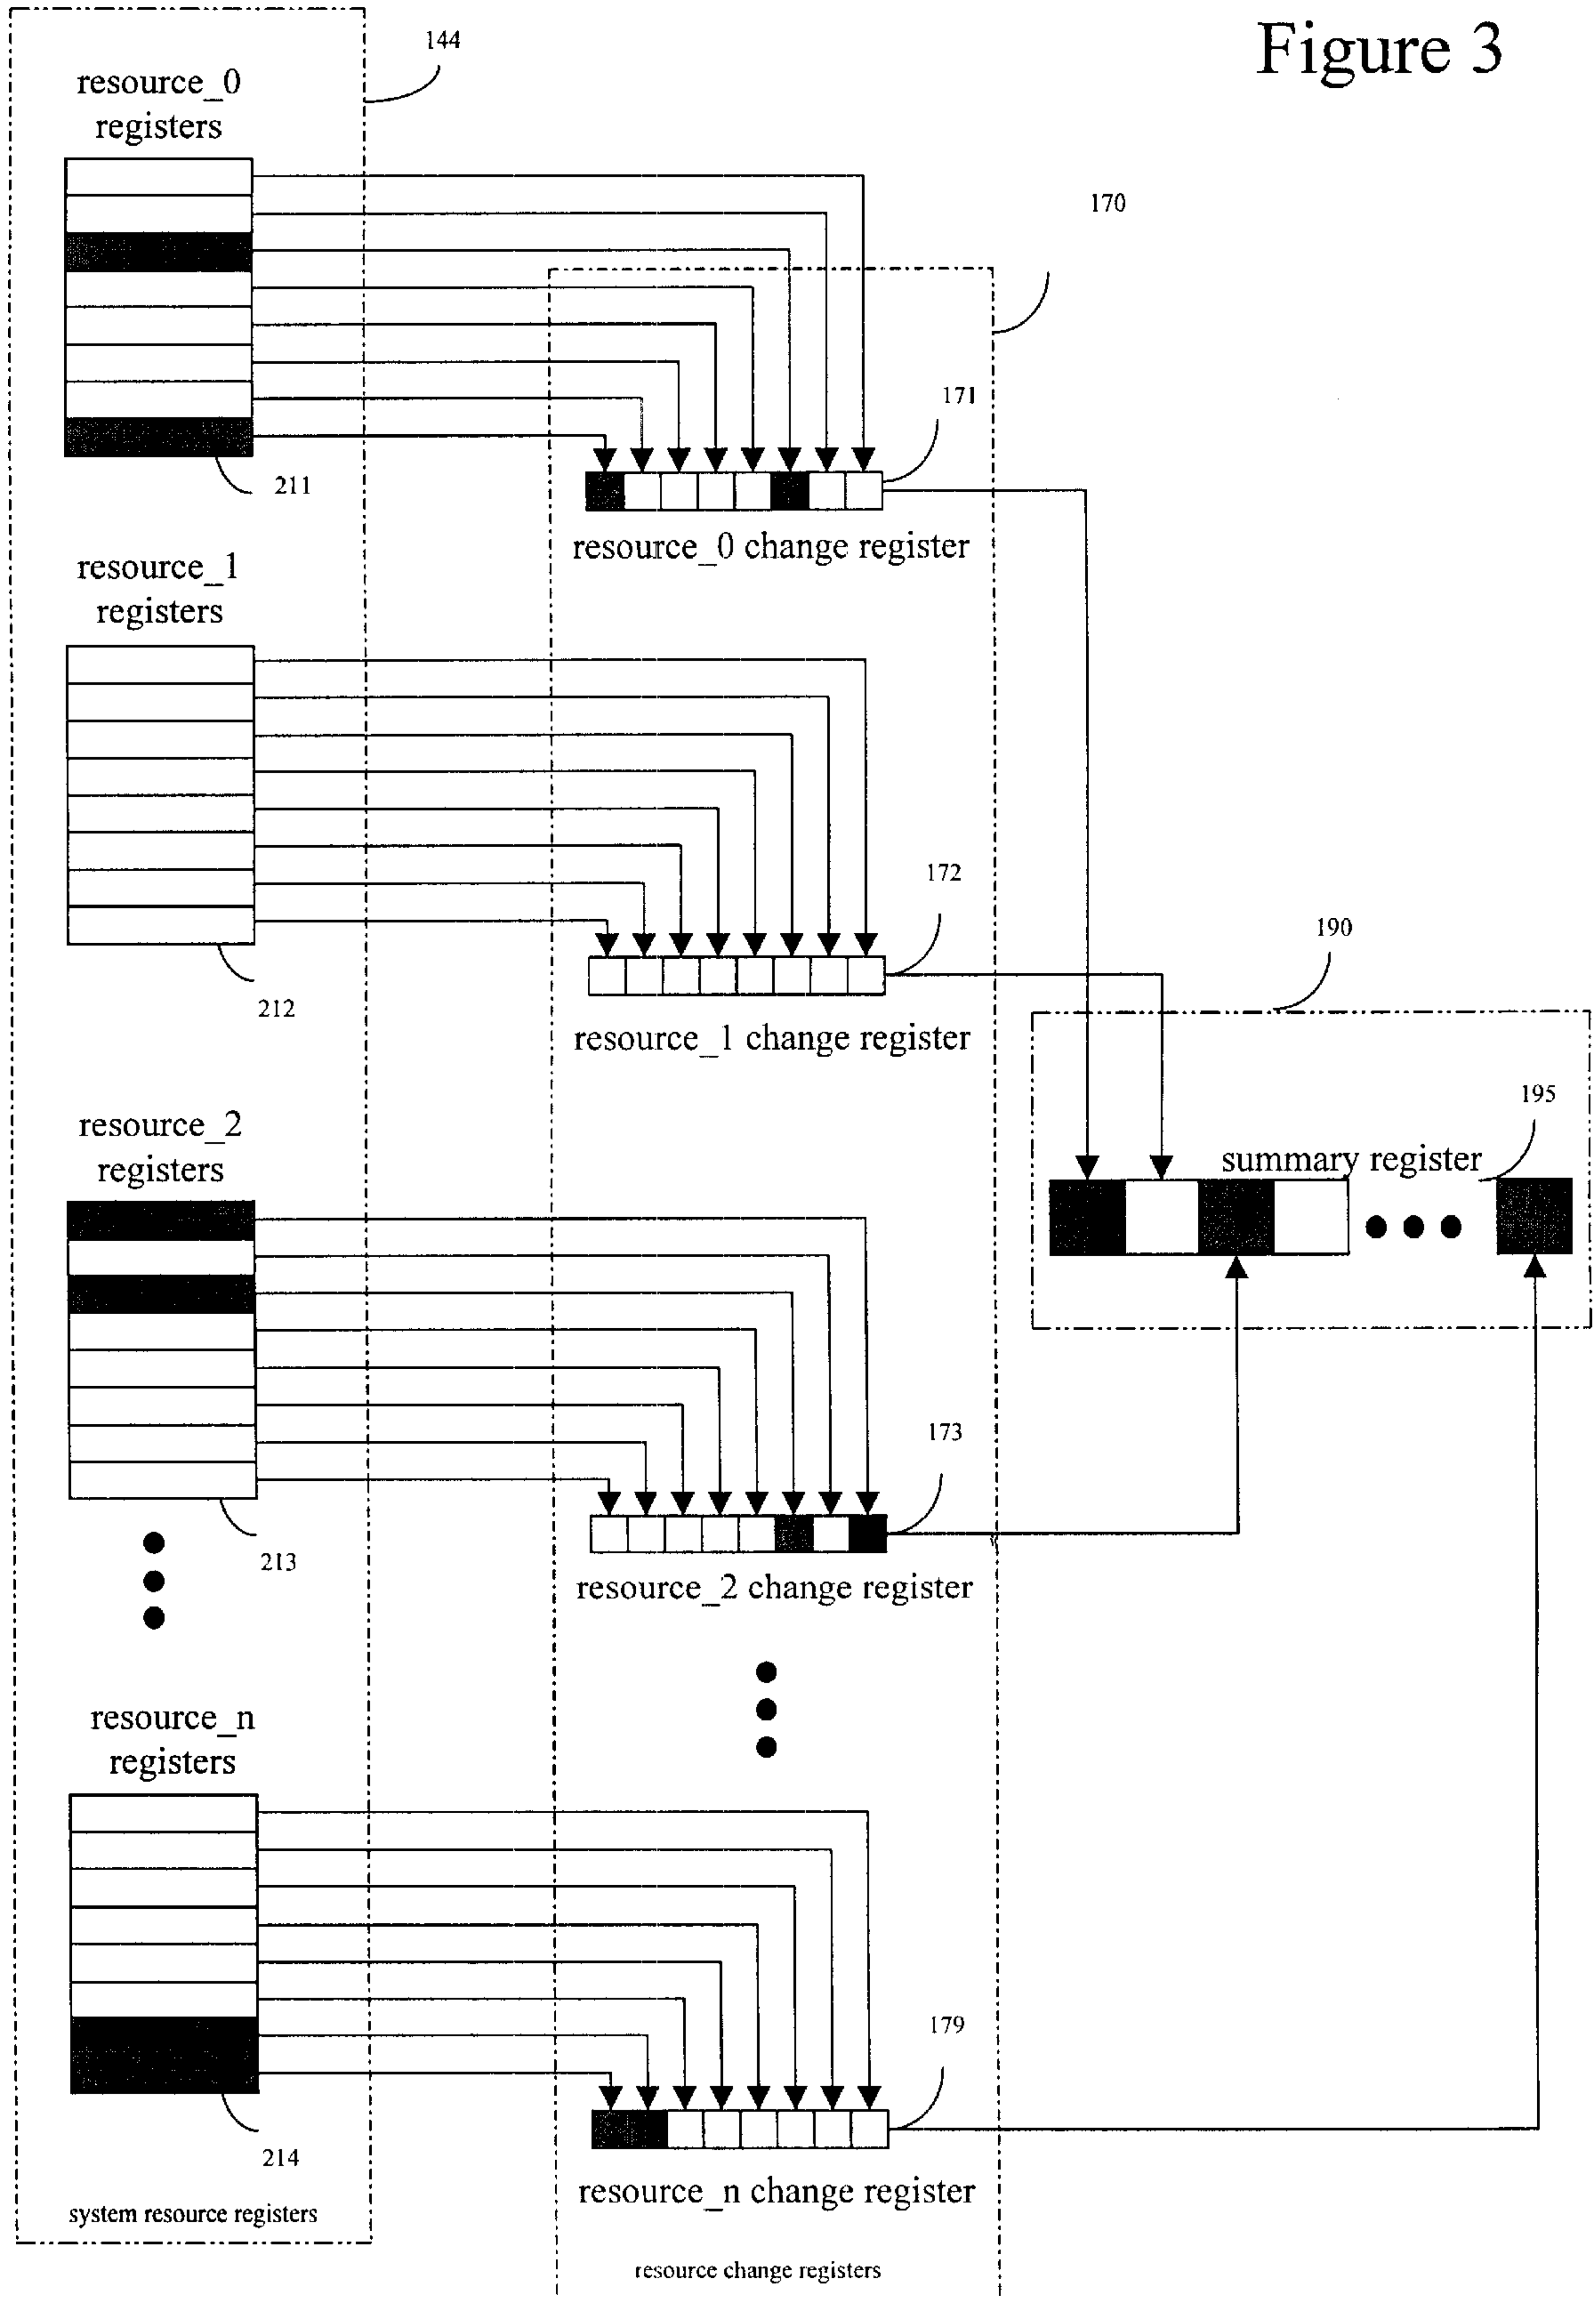 Figure 3
144
resource_0
registers
170
171
211
resource_0 change register
resource_1
registers
172
190
212
resource_1 change register
195
resource_2
registers
summary register
173
213
resource_2 change register
resource_n
registers
179
214
resource_n change register
system resource registers
resource change registers